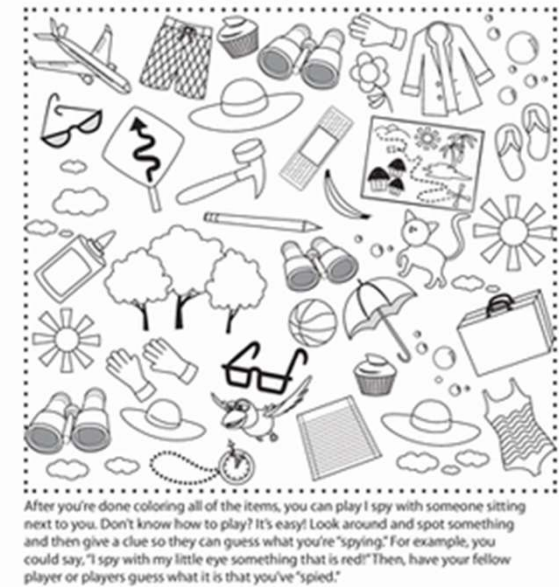 After you're done coloring all of the items, you can play I spy with someone sitting
next to you. Don't know how to play? It's easy! Look around and spot something
and then give a clue so they can guess what you're "spying." For example, you
could say, "I spy with my little eye something that is red!" Then, have your fellow
player or players guess what it is that you've "spied."